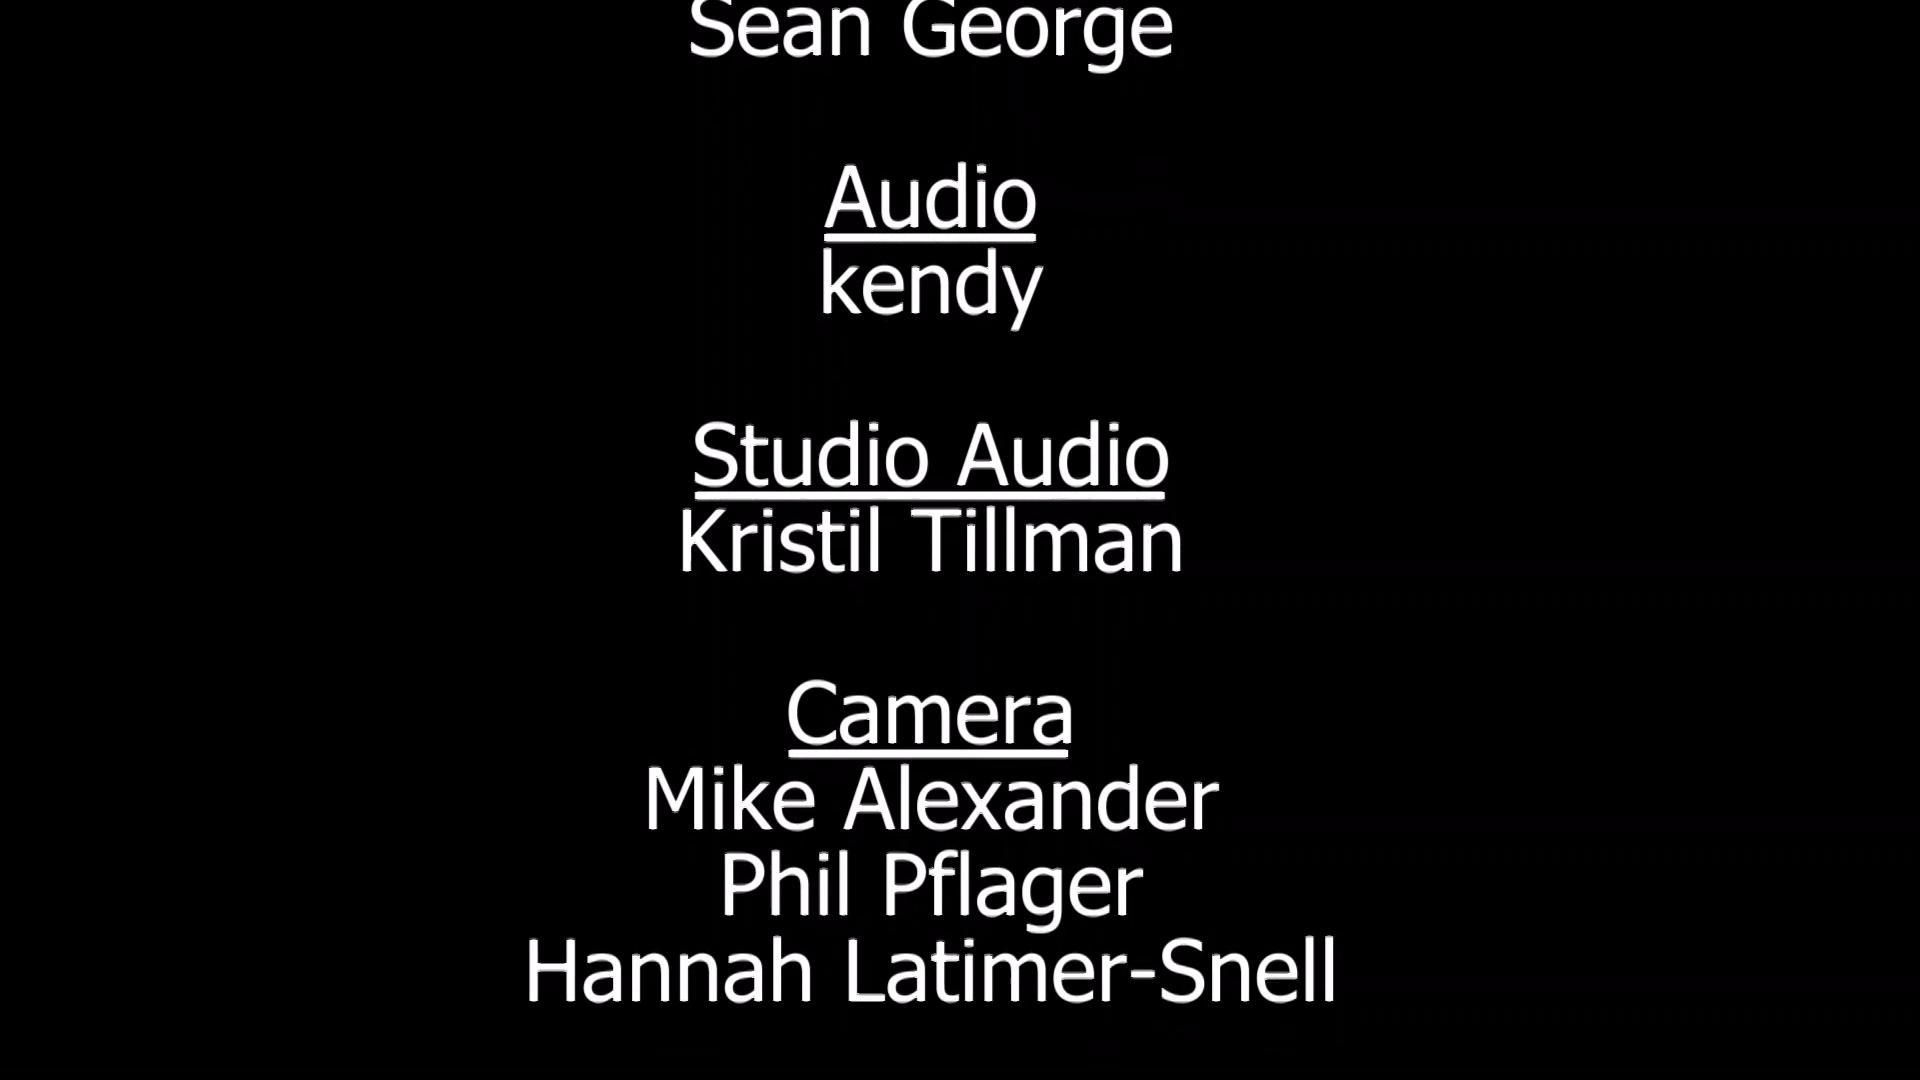 Sean George
Audio
kendy
Studio Audio
Kristil Tillman
Camera
Mike Alexander
Phil Pflager
Hannah Latimer-Snell